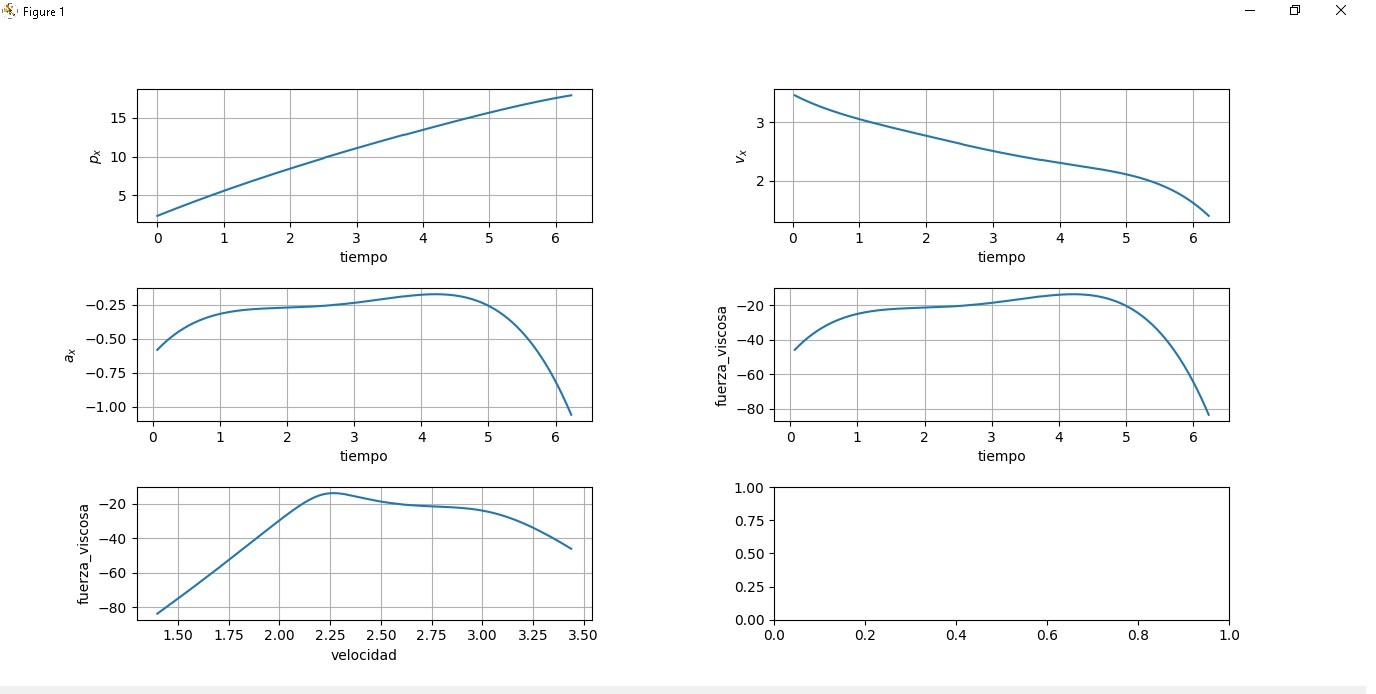 Figure 1
15
10
5
p_x
0 1 2 3 4 5 6
tiempo
3
2
v_x
0 1 2 3 4 5 6
tiempo
−0.25
−0.50
−0.75
−1.00
a_x
0 1 2 3 4 5 6
tiempo
−20
−40
−60
−80
fuerza_viscosa
0 1 2 3 4 5 6
tiempo
−20
−40
−60
−80
fuerza_viscosa
1.50 1.75 2.00 2.25 2.50 2.75 3.00 3.25 3.50
velocidad
1.00
0.75
0.50
0.25
0.00
0.0 0.2 0.4 0.6 0.8 1.0